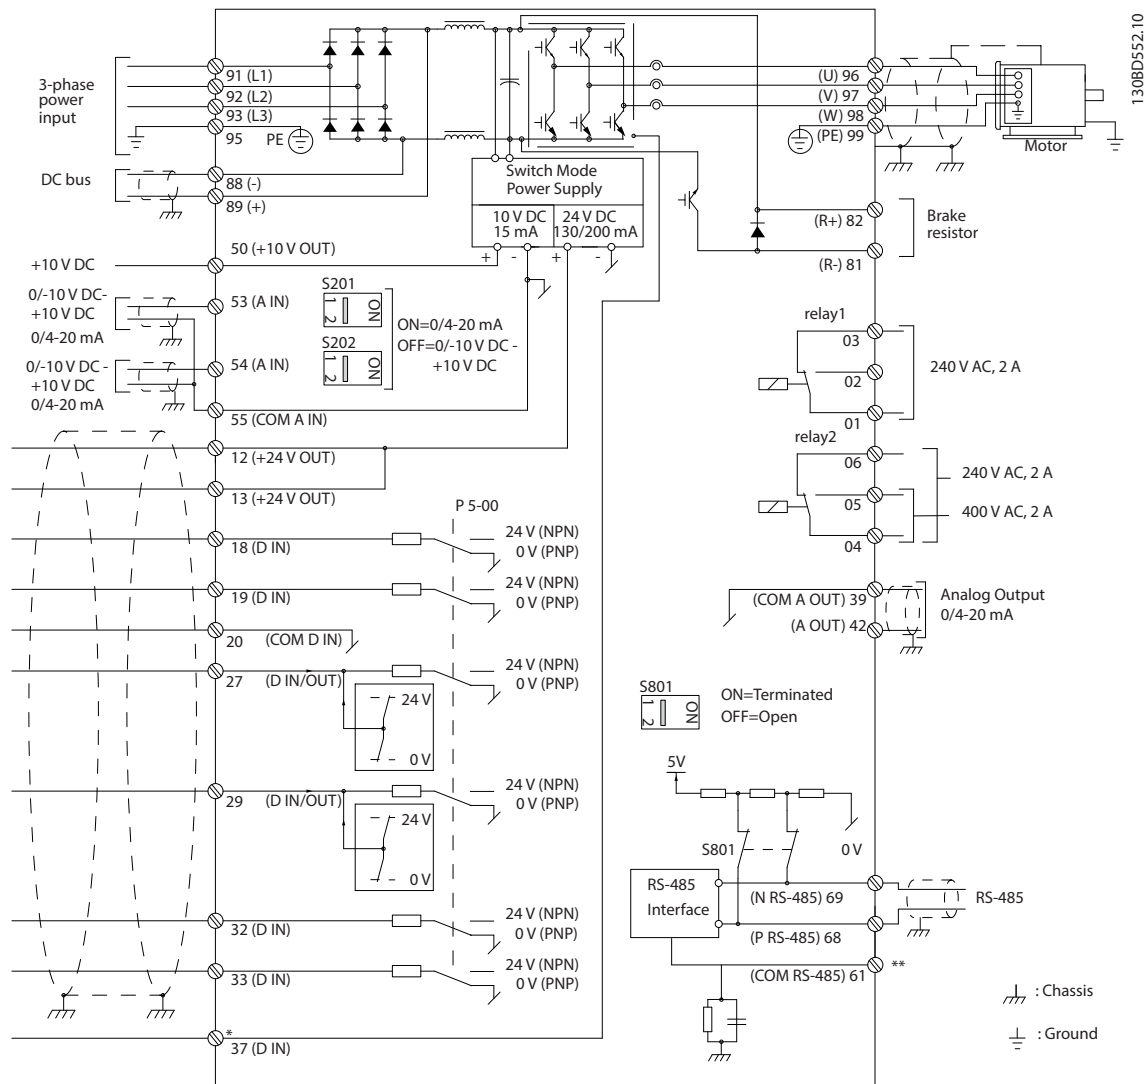 130BD552.10
3-phase
power
input
91 (L1)
92 (L2)
93 (L3)
95
PE
DC bus
88 (-)
89 (+)
50 (+10 V OUT)
+10 V DC
0/-10 V DC-
+10 V DC
0/4-20 mA
53 (A IN)
0/-10 V DC -
+10 V DC
0/4-20 mA
54 (A IN)
55 (COM A IN)
12 (+24 V OUT)
13 (+24 V OUT)
18 (D IN)
19 (D IN)
20
(COM D IN)
27
(D IN/OUT)
24 V
0 V
29
(D IN/OUT)
24 V
0 V
32 (D IN)
33 (D IN)
*
37 (D IN)
S201
1 2
ON
S202
1 2
ON
ON=0/4-20 mA
OFF=0/-10 V DC -
+10 V DC
P 5-00
24 V (NPN)
0 V (PNP)
24 V (NPN)
0 V (PNP)
24 V (NPN)
0 V (PNP)
24 V (NPN)
0 V (PNP)
24 V (NPN)
0 V (PNP)
24 V (NPN)
0 V (PNP)
Switch Mode
Power Supply
10 V DC
15 mA
24 V DC
130/200 mA
+ - + -
(U) 96
(V) 97
(W) 98
(PE) 99
Motor
(R+) 82
(R-) 81
Brake
resistor
relay1
03
02
01
240 V AC, 2 A
relay2
06
05
04
240 V AC, 2 A
400 V AC, 2 A
(COM A OUT) 39
(A OUT) 42
Analog Output
0/4-20 mA
S801
1 2
ON
ON=Terminated
OFF=Open
5V
S801
0 V
RS-485
Interface
(N RS-485) 69
(P RS-485) 68
(COM RS-485) 61
RS-485
**
: Chassis
: Ground